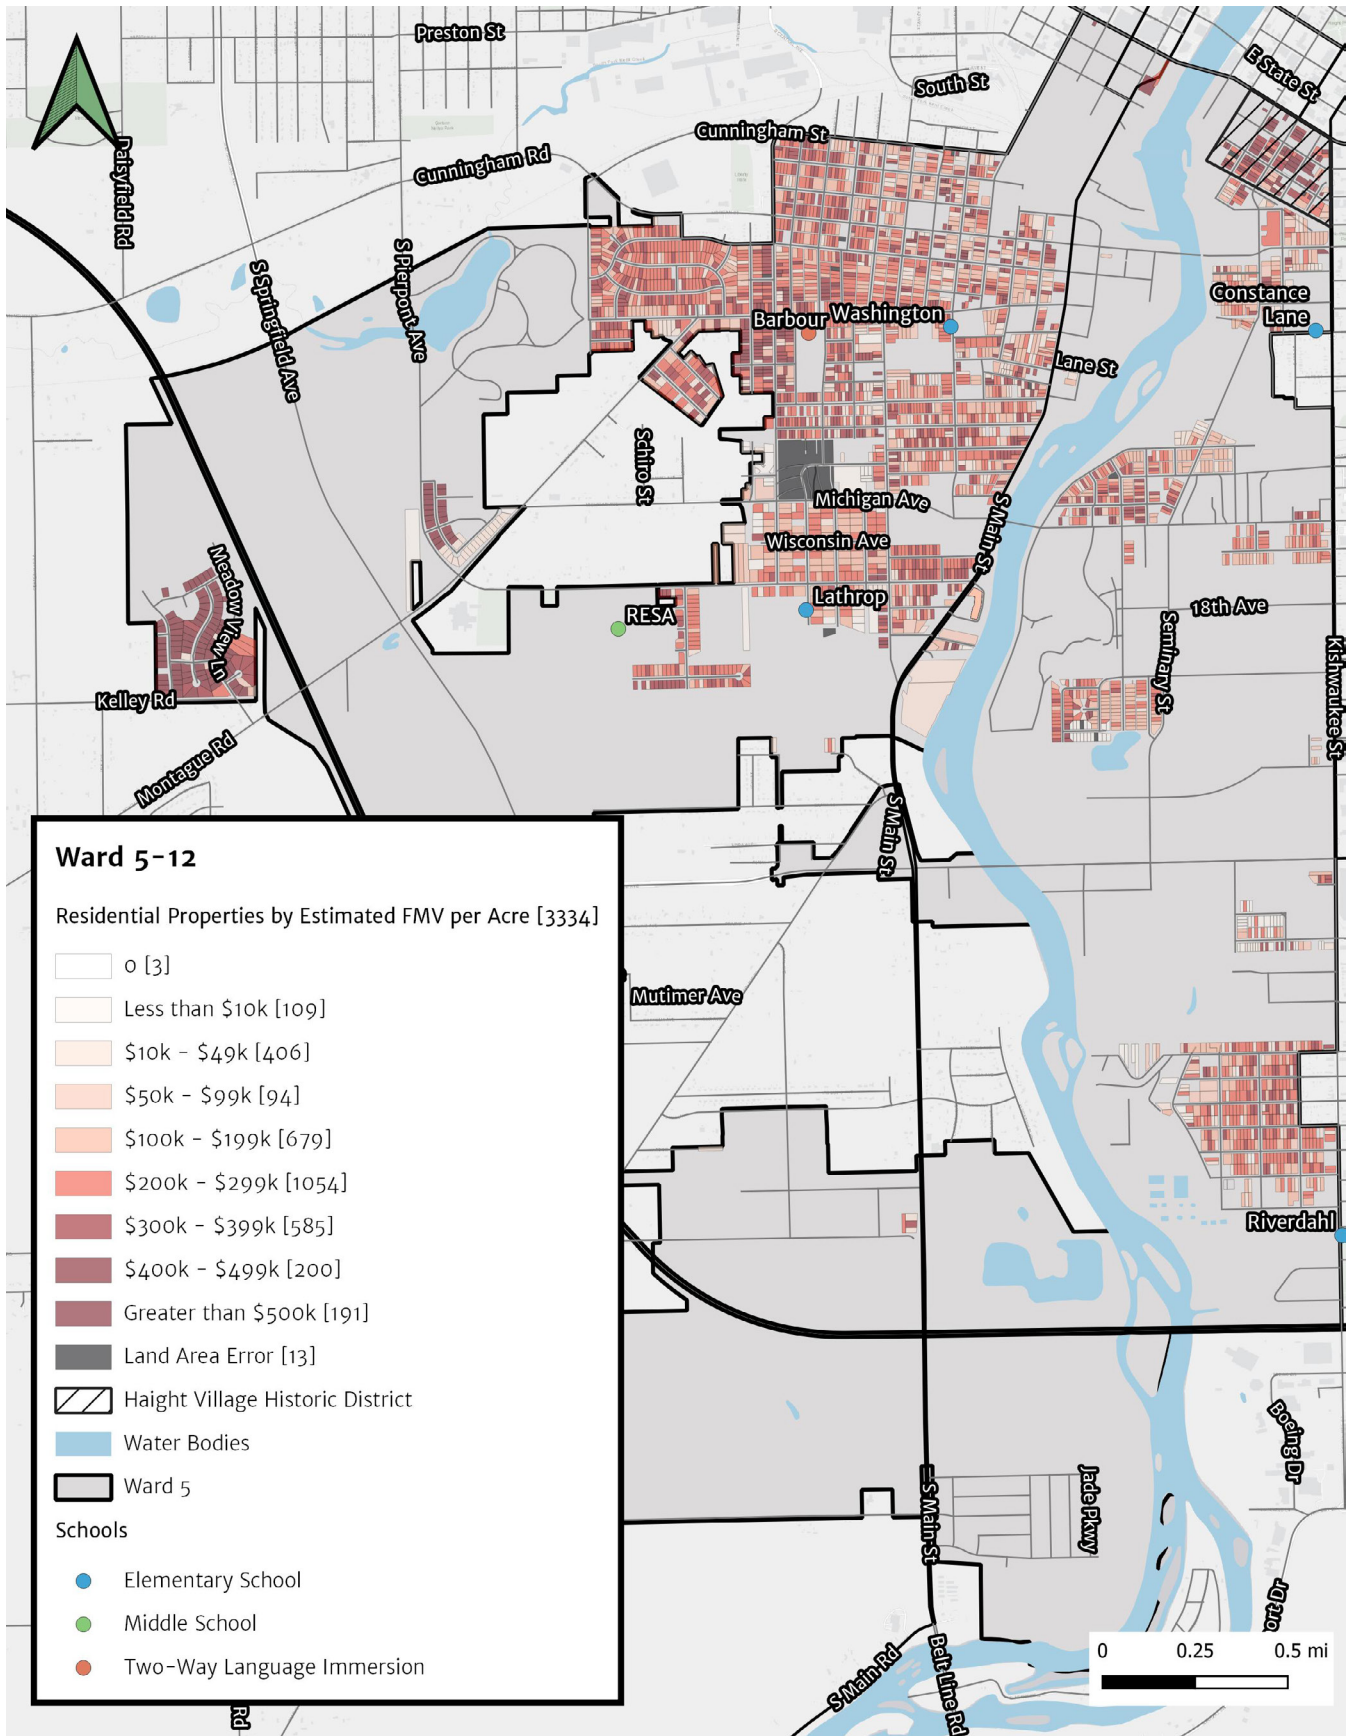 Preston St
E State St
South St
Cunningham St
Daisyfield Rd
Cunningham Rd
S Springfield Ave
S Pierpont Ave
Constance
Lane
Barbour
Washington
Lane St
Schiro St
Michigan Ave
S Main St
Wisconsin Ave
Meadow View Ln
Lathrop
RESA
18th Ave
Seminary St
Kishwaukee St
Kelley Rd
Montague Rd
S Main St
Mutimer Ave
Riverdahl
Boeing Dr
Jade Pkwy
S Main St
ort Dr
S Main Rd
Belt Line Rd
Rd
Ward 5-12
Residential Properties by Estimated FMV per Acre [3334]
0 [3]
Less than $10k [109]
$10k - $49k [406]
$50k - $99k [94]
$100k - $199k [679]
$200k - $299k [1054]
$300k - $399k [585]
$400k - $499k [200]
Greater than $500k [191]
Land Area Error [13]
Haight Village Historic District
Water Bodies
Ward 5
Schools
Elementary School
Middle School
Two-Way Language Immersion
0 0.25 0.5 mi